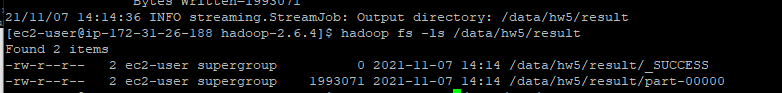 Bytes Written=1993071
21/11/07 14:14:36 INFO streaming.StreamJob: Output directory: /data/hw5/result
[ec2-user@ip-172-31-26-188 hadoop-2.6.4]$ hadoop fs -ls /data/hw5/result
Found 2 items
-rw-r--r--   2 ec2-user supergroup          0 2021-11-07 14:14 /data/hw5/result/_SUCCESS
-rw-r--r--   2 ec2-user supergroup    1993071 2021-11-07 14:14 /data/hw5/result/part-00000